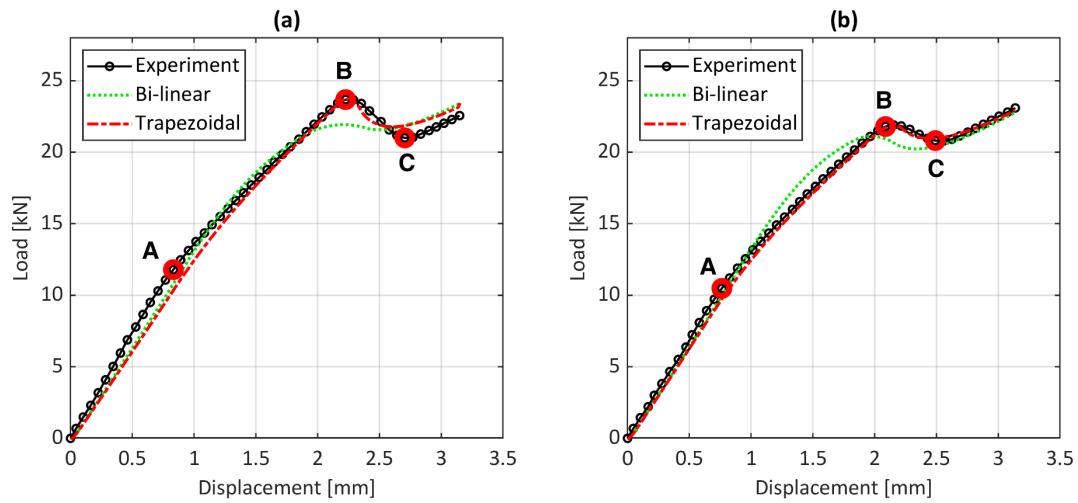 (a)
Experiment
Bi-linear
Trapezoidal
A
B
C
25
20
15
10
5
0
0 0.5 1 1.5 2 2.5 3 3.5
Load [kN]
Displacement [mm]
(b)
Experiment
Bi-linear
Trapezoidal
A
B
C
25
20
15
10
5
0
0 0.5 1 1.5 2 2.5 3 3.5
Load [kN]
Displacement [mm]